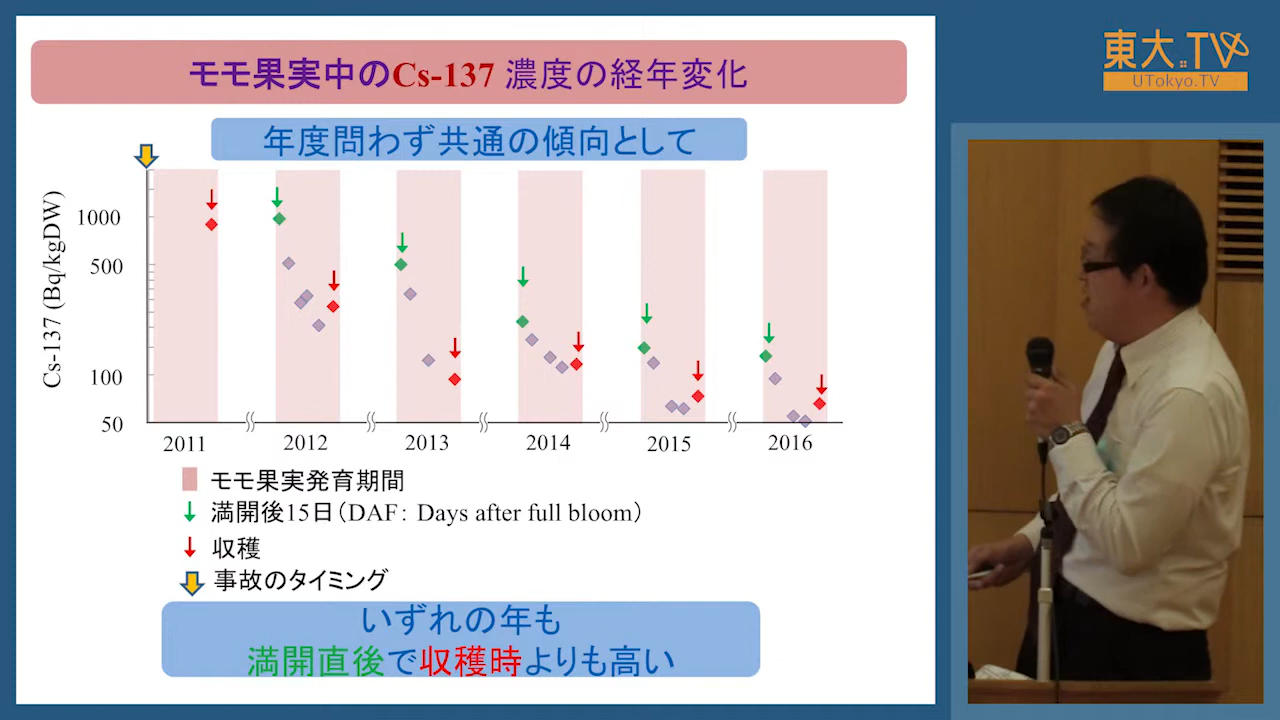 モモ果実中のCs-137 濃度の経年変化
東大.TV
UTokyo.TV
年度問わず共通の傾向として
Cs-137 (Bq/kgDW)
1000
500
100
50
2011
2012
2013
2014
2015
2016
モモ果実発育期間
満開後15日(DAF: Days after full bloom)
収穫
事故のタイミング
いずれの年も
満開直後で収穫時よりも高い